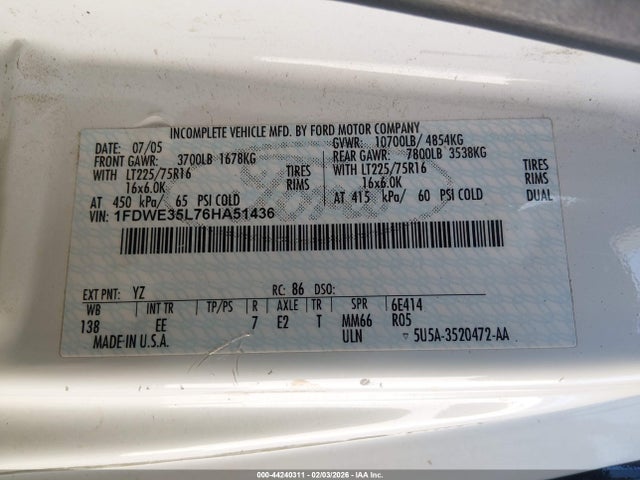 INCOMPLETE VEHICLE MFD. BY FORD MOTOR COMPANY
DATE: 07/05 GVWR: 10700LB/ 4854KG
FRONT GAWR: 3700LB 1678KG REAR GAWR: 7800LB 3538KG
WITH LT225/75R16 TIRES WITH LT225/75R16 TIRES
16x6.0K RIMS 16x6.0K RIMS DUAL
AT 450 kPa/ 65 PSI COLD AT 415 kPa/ 60 PSI COLD
VIN: 1FDWE35L76HA51436
EXT PNT: YZ RC: 86 DSO:
WB INT TR TP/PS R AXLE TR SPR 6E414
138 EE 7 E2 T MM66 R05
MADE IN U.S.A. ULN ▽5U5A-3520472-AA
000-44240311 - 02/03/2026 - IAA, Inc.